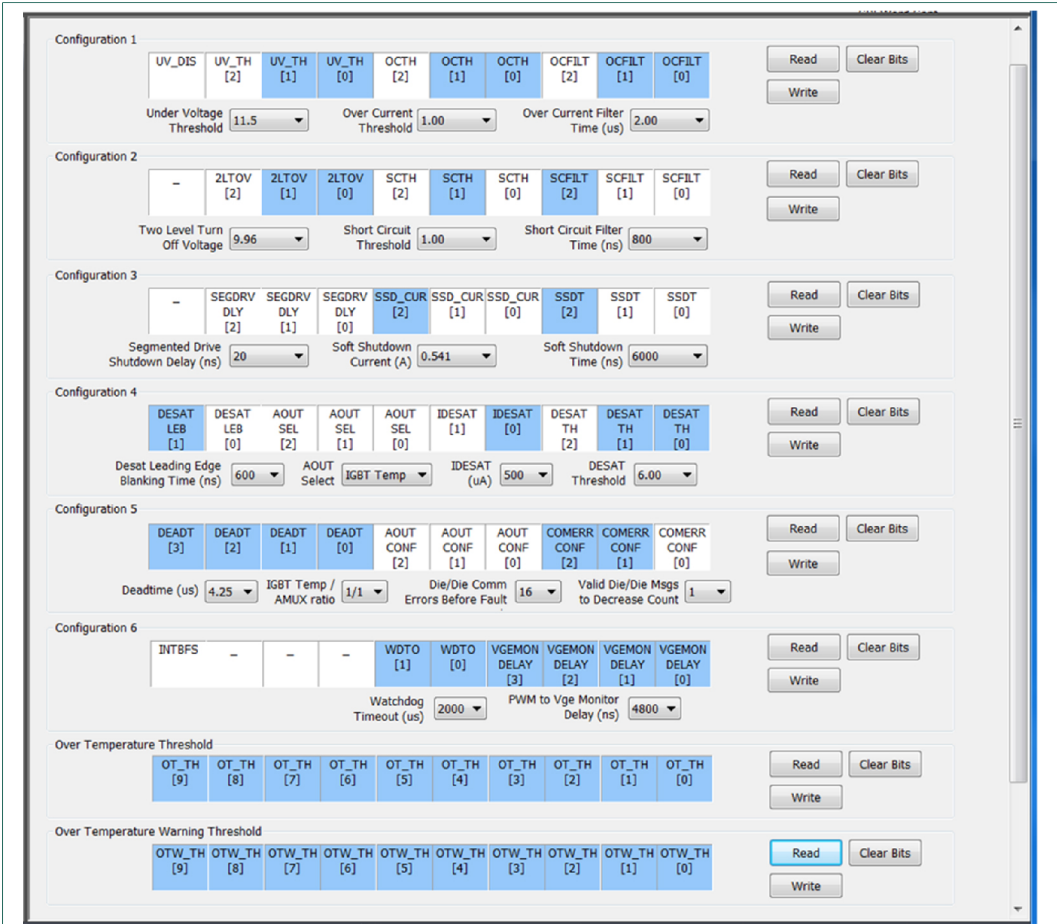 Configuration 1
UV_DIS UV_TH UV_TH UV_TH OCTH OCTH OCTH OCFILT OCFILT OCFILT
[2] [1] [0] [2] [1] [0] [2] [1] [0]
Read Clear Bits
Write
Under Voltage Over Current Over Current Filter
Threshold 11.5 Threshold 1.00 Time (us) 2.00
Configuration 2
– 2LTOV 2LTOV 2LTOV SCTH SCTH SCTH SCFILT SCFILT SCFILT
[2] [1] [0] [2] [1] [0] [2] [1] [0]
Read Clear Bits
Write
Two Level Turn Short Circuit Short Circuit Filter
Off Voltage 9.96 Threshold 1.00 Time (ns) 800
Configuration 3
– SEGDRV SEGDRV SEGDRV SSD_CUR SSD_CUR SSD_CUR SSDT SSDT SSDT
DLY DLY DLY [2] [1] [0] [2] [1] [0]
[2] [1] [0]
Read Clear Bits
Write
Segmented Drive Soft Shutdown Soft Shutdown
Shutdown Delay (ns) 20 Current (A) 0.541 Time (ns) 6000
Configuration 4
DESAT DESAT AOUT AOUT AOUT IDESAT IDESAT DESAT DESAT DESAT
LEB LEB SEL SEL SEL [1] [0] TH TH TH
[1] [0] [2] [1] [0] [2] [1] [0]
Read Clear Bits
Write
Desat Leading Edge AOUT IDESAT DESAT
Blanking Time (ns) 600 Select IGBT Temp (uA) 500 Threshold 6.00
Configuration 5
DEADT DEADT DEADT DEADT AOUT AOUT AOUT COMERR COMERR COMERR
[3] [2] [1] [0] CONF CONF CONF CONF CONF CONF
[2] [1] [0] [2] [1] [0]
Read Clear Bits
Write
Deadtime (us) 4.25 IGBT Temp / Die/Die Comm Valid Die/Die Msgs
AMUX ratio 1/1 Errors Before Fault 16 to Decrease Count 1
Configuration 6
INTBFS – – – WDTO WDTO VGEMON VGEMON VGEMON VGEMON
[1] [0] DELAY DELAY DELAY DELAY
[3] [2] [1] [0]
Read Clear Bits
Write
Watchdog PWM to Vge Monitor
Timeout (us) 2000 Delay (ns) 4800
Over Temperature Threshold
OT_TH OT_TH OT_TH OT_TH OT_TH OT_TH OT_TH OT_TH OT_TH OT_TH
[9] [8] [7] [6] [5] [4] [3] [2] [1] [0]
Read Clear Bits
Write
Over Temperature Warning Threshold
OTW_TH OTW_TH OTW_TH OTW_TH OTW_TH OTW_TH OTW_TH OTW_TH OTW_TH OTW_TH
[9] [8] [7] [6] [5] [4] [3] [2] [1] [0]
Read Clear Bits
Write